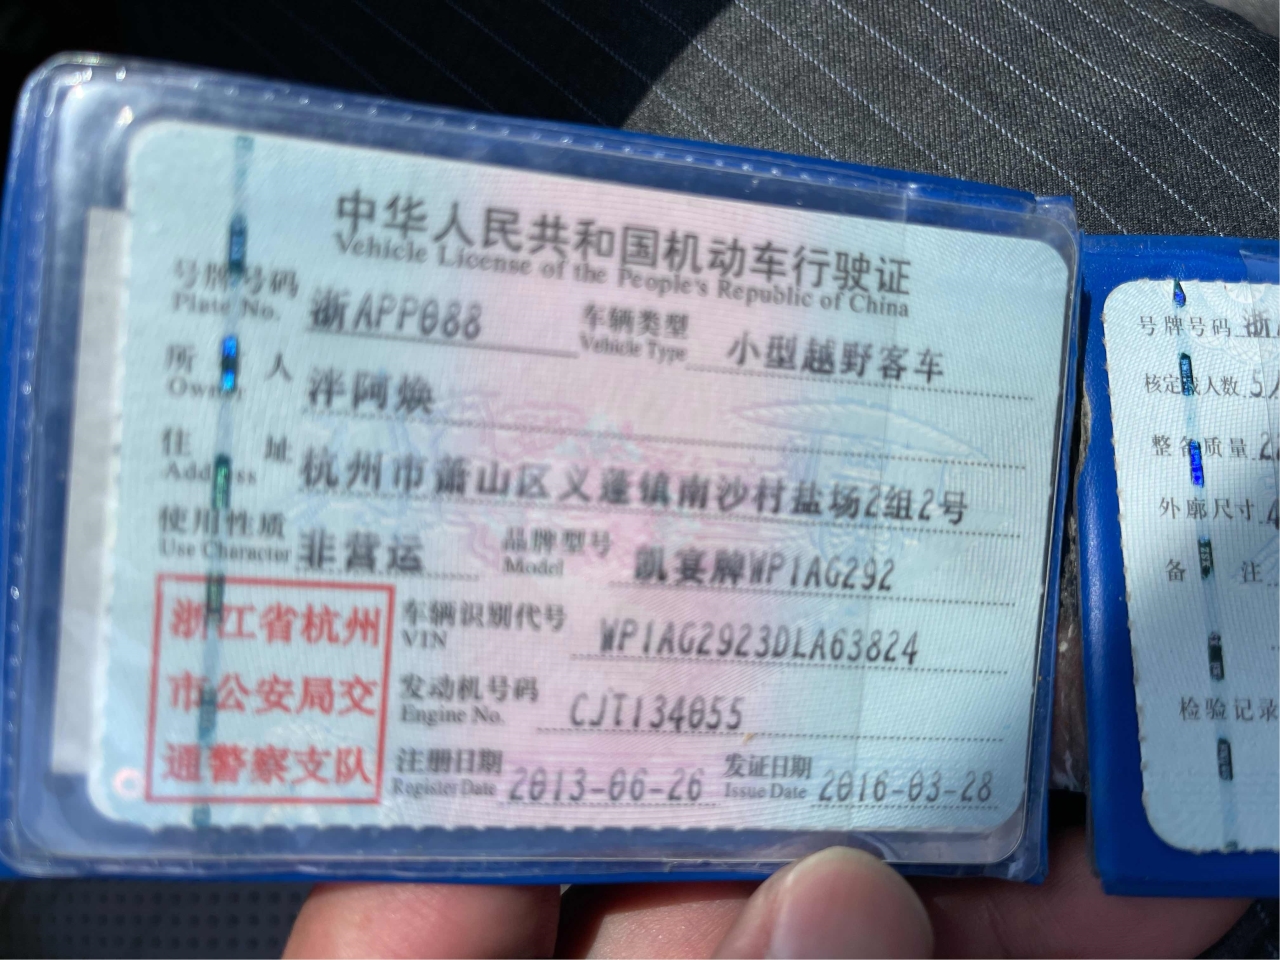 中华人民共和国机动车行驶证
Vehicle License of the People's Republic of China
号牌号码 浙APP088 车辆类型 小型越野客车
Plate No. Vehicle Type
所 人 泮阿焕
Owner
住 址 杭州市萧山区义蓬镇南沙村盐场2组2号
Address
使用性质 非营运 品牌型号 凯宴牌WP1AG292
Use Character Model
浙江省杭州
市公安局交
通警察支队
车辆识别代号 WP1AG2923DLA63824
VIN
发动机号码 CJT134055
Engine No.
注册日期 2013-06-26 发证日期 2016-03-28
Register Date Issue Date
号牌号码 浙
核定载人数 5
整备质量 2
外廓尺寸
备 注
检验记录